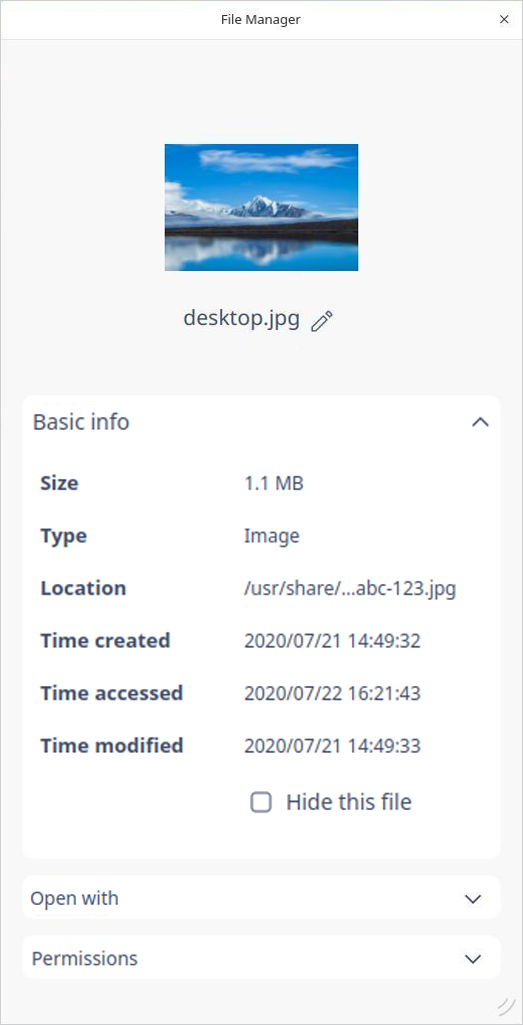 File Manager
desktop.jpg
Basic info
Size 1.1 MB
Type Image
Location /usr/share/...abc-123.jpg
Time created 2020/07/21 14:49:32
Time accessed 2020/07/22 16:21:43
Time modified 2020/07/21 14:49:33
Hide this file
Open with
Permissions